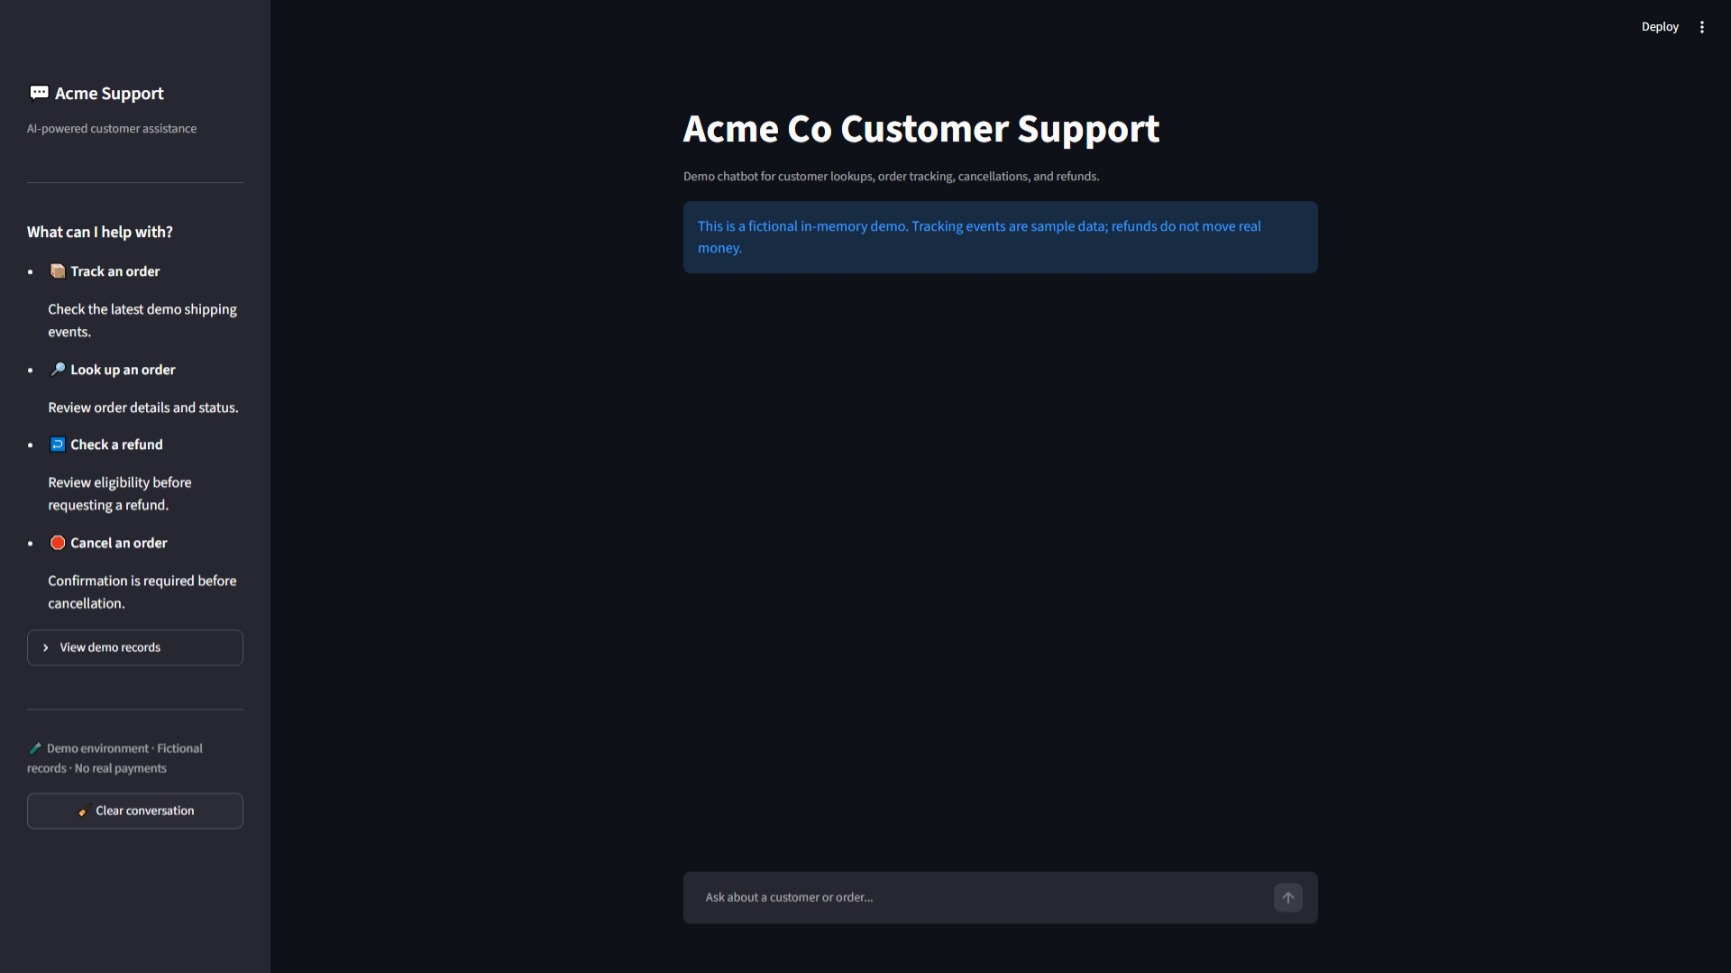 Deploy
💬 Acme Support
AI-powered customer assistance
What can I help with?
• 📦 Track an order
Check the latest demo shipping
events.
• 🔎 Look up an order
Review order details and status.
• ↩️ Check a refund
Review eligibility before
requesting a refund.
• 🛑 Cancel an order
Confirmation is required before
cancellation.
View demo records
🧪 Demo environment · Fictional
records · No real payments
🧹 Clear conversation
Acme Co Customer Support
Demo chatbot for customer lookups, order tracking, cancellations, and refunds.
This is a fictional in-memory demo. Tracking events are sample data; refunds do not move real
money.
Ask about a customer or order...